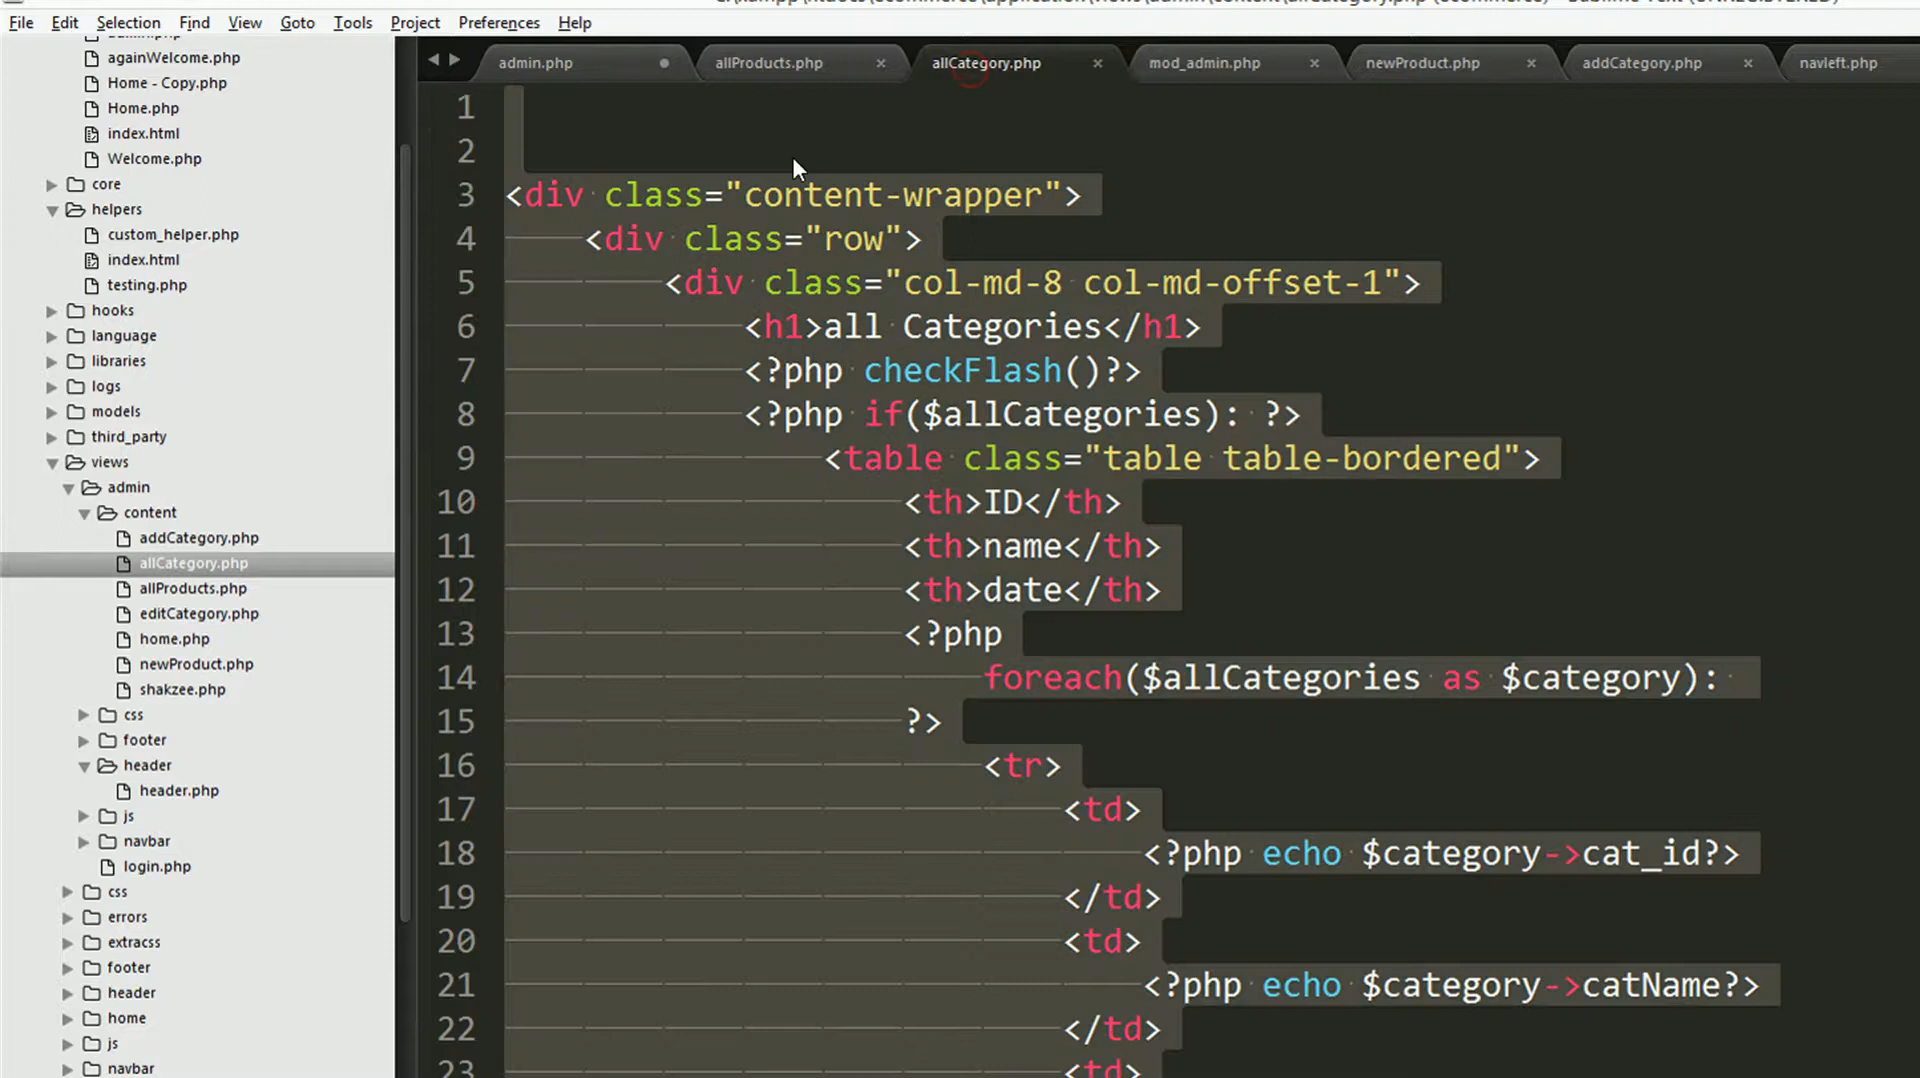 File Edit Selection Find View Goto Tools Project Preferences Help
againWelcome.php
Home - Copy.php
Home.php
index.html
Welcome.php
core
helpers
custom_helper.php
index.html
testing.php
hooks
language
libraries
logs
models
third_party
views
admin
content
addCategory.php
allCategory.php
allProducts.php
editCategory.php
home.php
newProduct.php
shakzee.php
css
footer
header
header.php
js
navbar
login.php
css
errors
extracss
footer
header
home
js
navbar
admin.php allProducts.php allCategory.php mod_admin.php newProduct.php addCategory.php navleft.php
1
2
3 <div class="content-wrapper">
4 <div class="row">
5 <div class="col-md-8 col-md-offset-1">
6 <h1>all Categories</h1>
7 <?php checkFlash()?>
8 <?php if($allCategories): ?>
9 <table class="table table-bordered">
10 <th>ID</th>
11 <th>name</th>
12 <th>date</th>
13 <?php
14 foreach($allCategories as $category):
15 ?>
16 <tr>
17 <td>
18 <?php echo $category->cat_id?>
19 </td>
20 <td>
21 <?php echo $category->catName?>
22 </td>
23 <td>